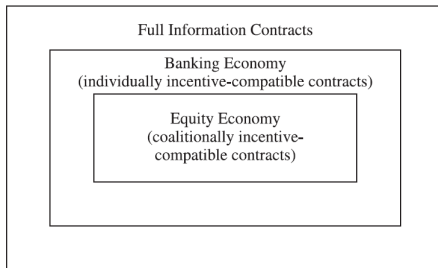 Full Information Contracts
Banking Economy
(individually incentive-compatible contracts)
Equity Economy
(coalitionally incentive-
compatible contracts)